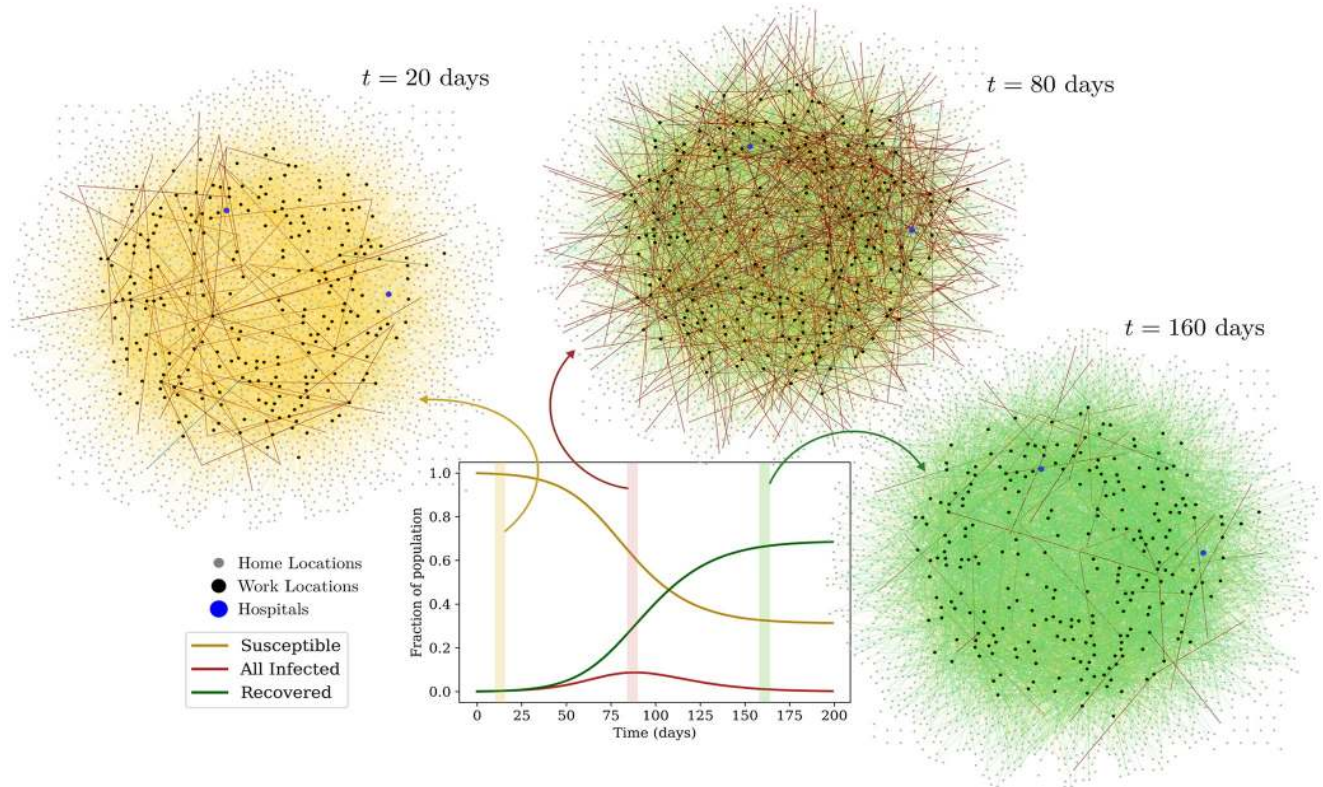 t = 20 days
t = 80 days
t = 160 days
Home Locations
Work Locations
Hospitals
Susceptible
All Infected
Recovered
Fraction of population
1.0
0.8
0.6
0.4
0.2
0.0
0 25 50 75 100 125 150 175 200
Time (days)